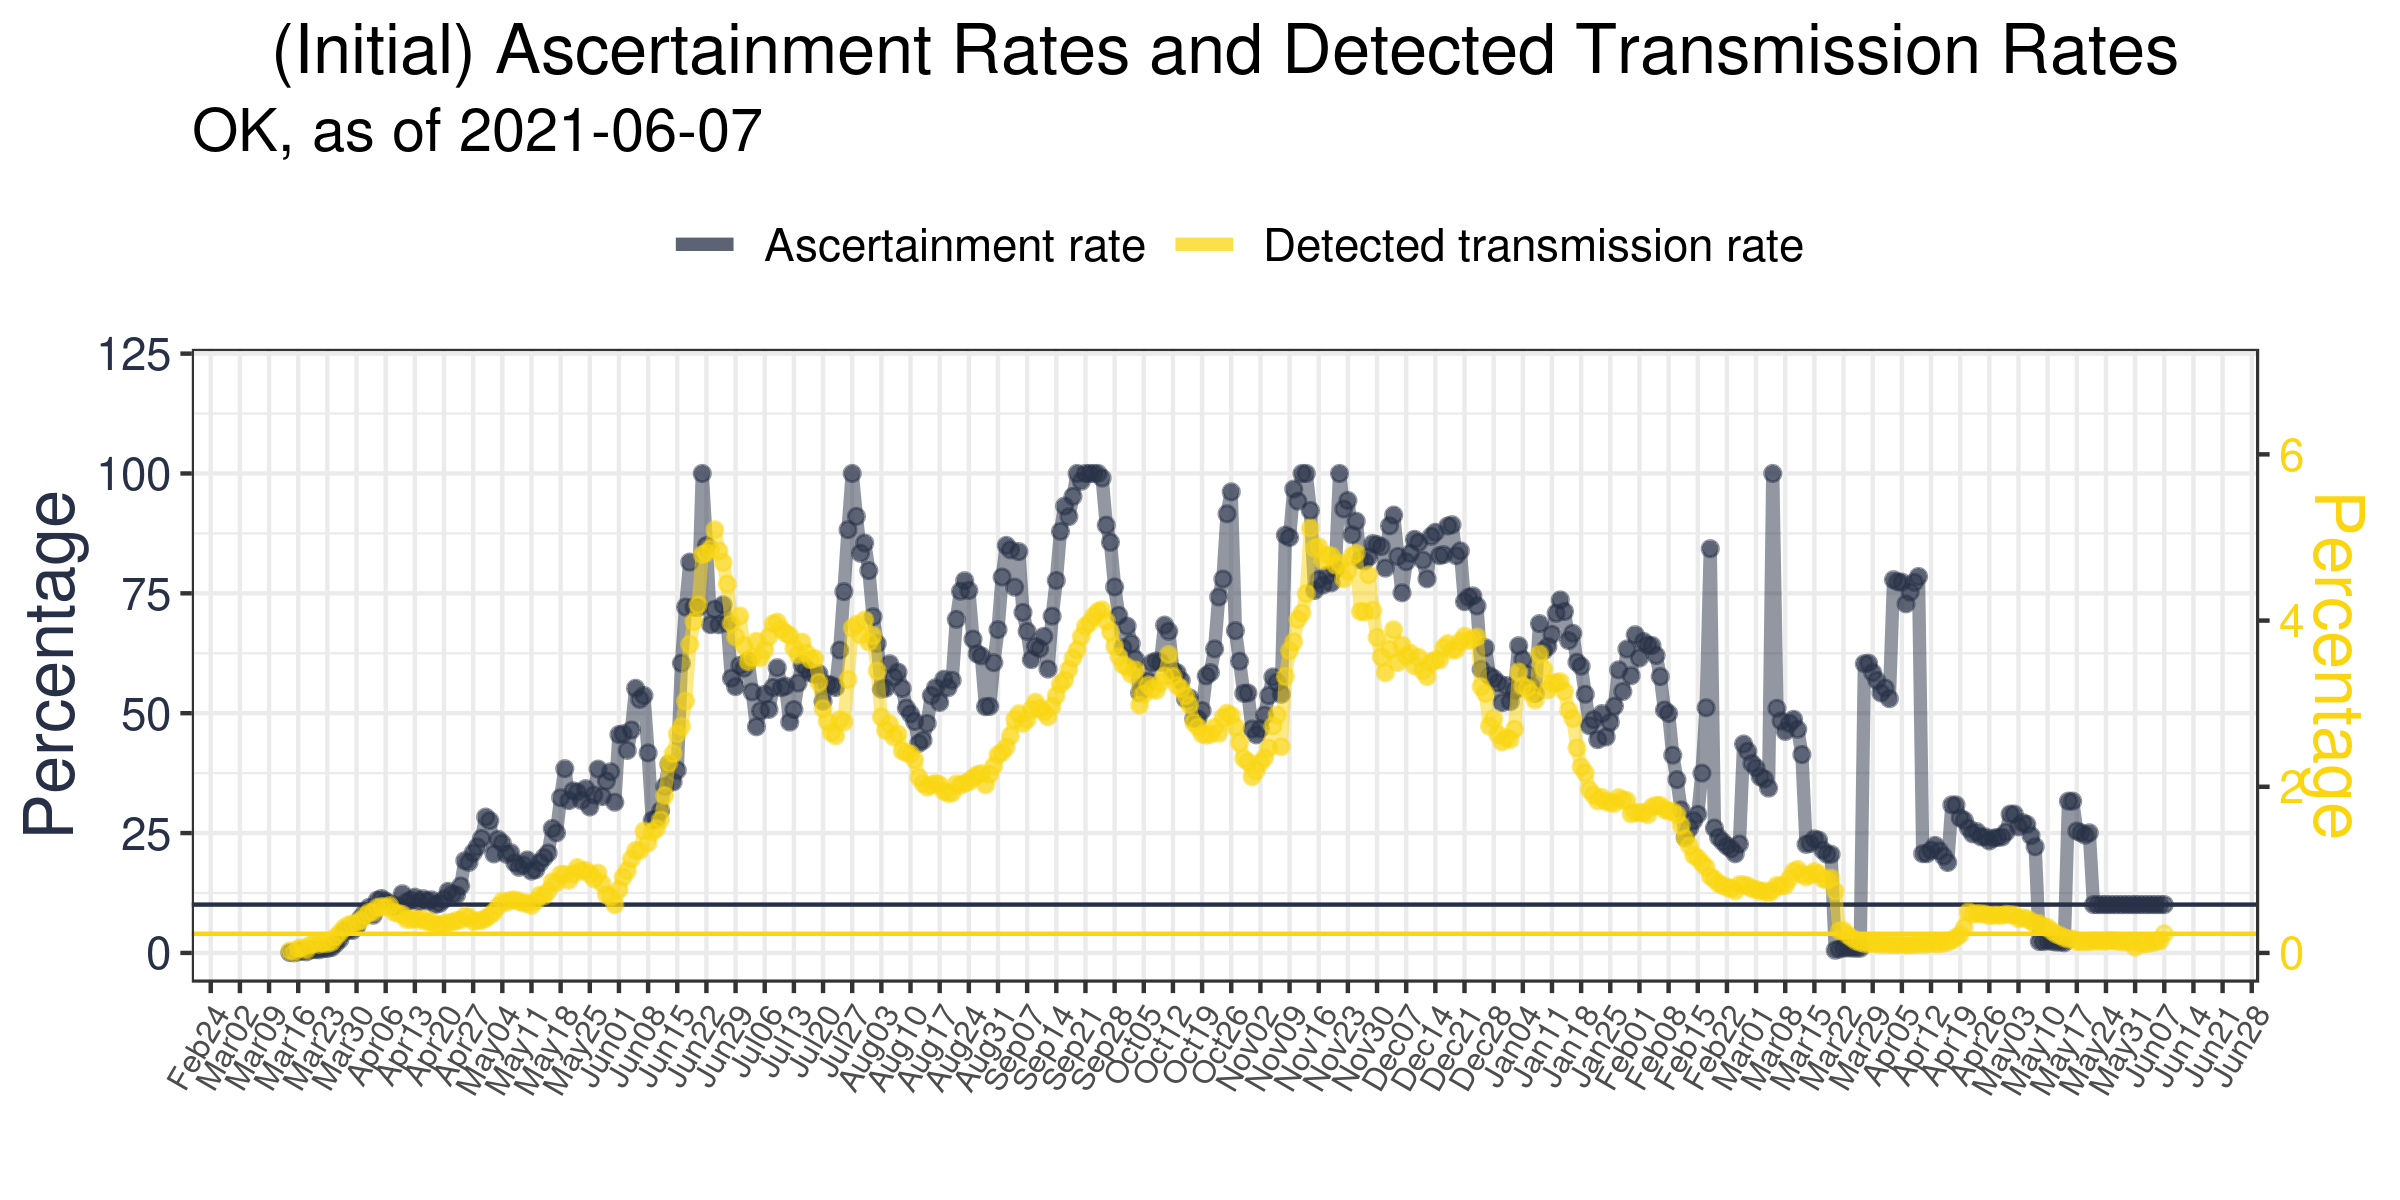 (Initial) Ascertainment Rates and Detected Transmission Rates
OK, as of 2021-06-07
Ascertainment rate
Detected transmission rate
Percentage
125
100
75
50
25
0
6
4
2
0
Percentage
Feb24
Mar02
Mar09
Mar16
Mar23
Mar30
Apr06
Apr13
Apr20
Apr27
May04
May11
May18
May25
Jun01
Jun08
Jun15
Jun22
Jun29
Jul06
Jul13
Jul20
Jul27
Aug03
Aug10
Aug17
Aug24
Aug31
Sep07
Sep14
Sep21
Sep28
Oct05
Oct12
Oct19
Oct26
Nov02
Nov09
Nov16
Nov23
Nov30
Dec07
Dec14
Dec21
Dec28
Jan04
Jan11
Jan18
Jan25
Feb01
Feb08
Feb15
Feb22
Mar01
Mar08
Mar15
Mar22
Mar29
Apr05
Apr12
Apr19
Apr26
May03
May10
May17
May24
May31
Jun07
Jun14
Jun21
Jun28